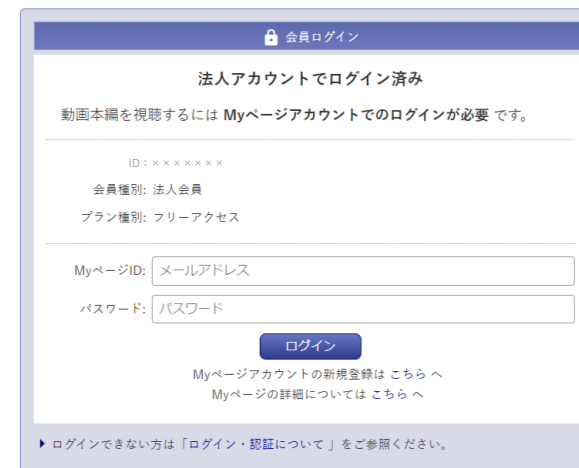 会員ログイン
法人アカウントでログイン済み
動画本編を視聴するには Myページアカウントでのログインが必要 です。
ID：×××××××
会員種別: 法人会員
プラン種別: フリーアクセス
MyページID: メールアドレス
パスワード: パスワード
ログイン
Myページアカウントの新規登録は こちら へ
Myページの詳細については こちら へ
ログインできない方は「ログイン・認証について 」をご参照ください。